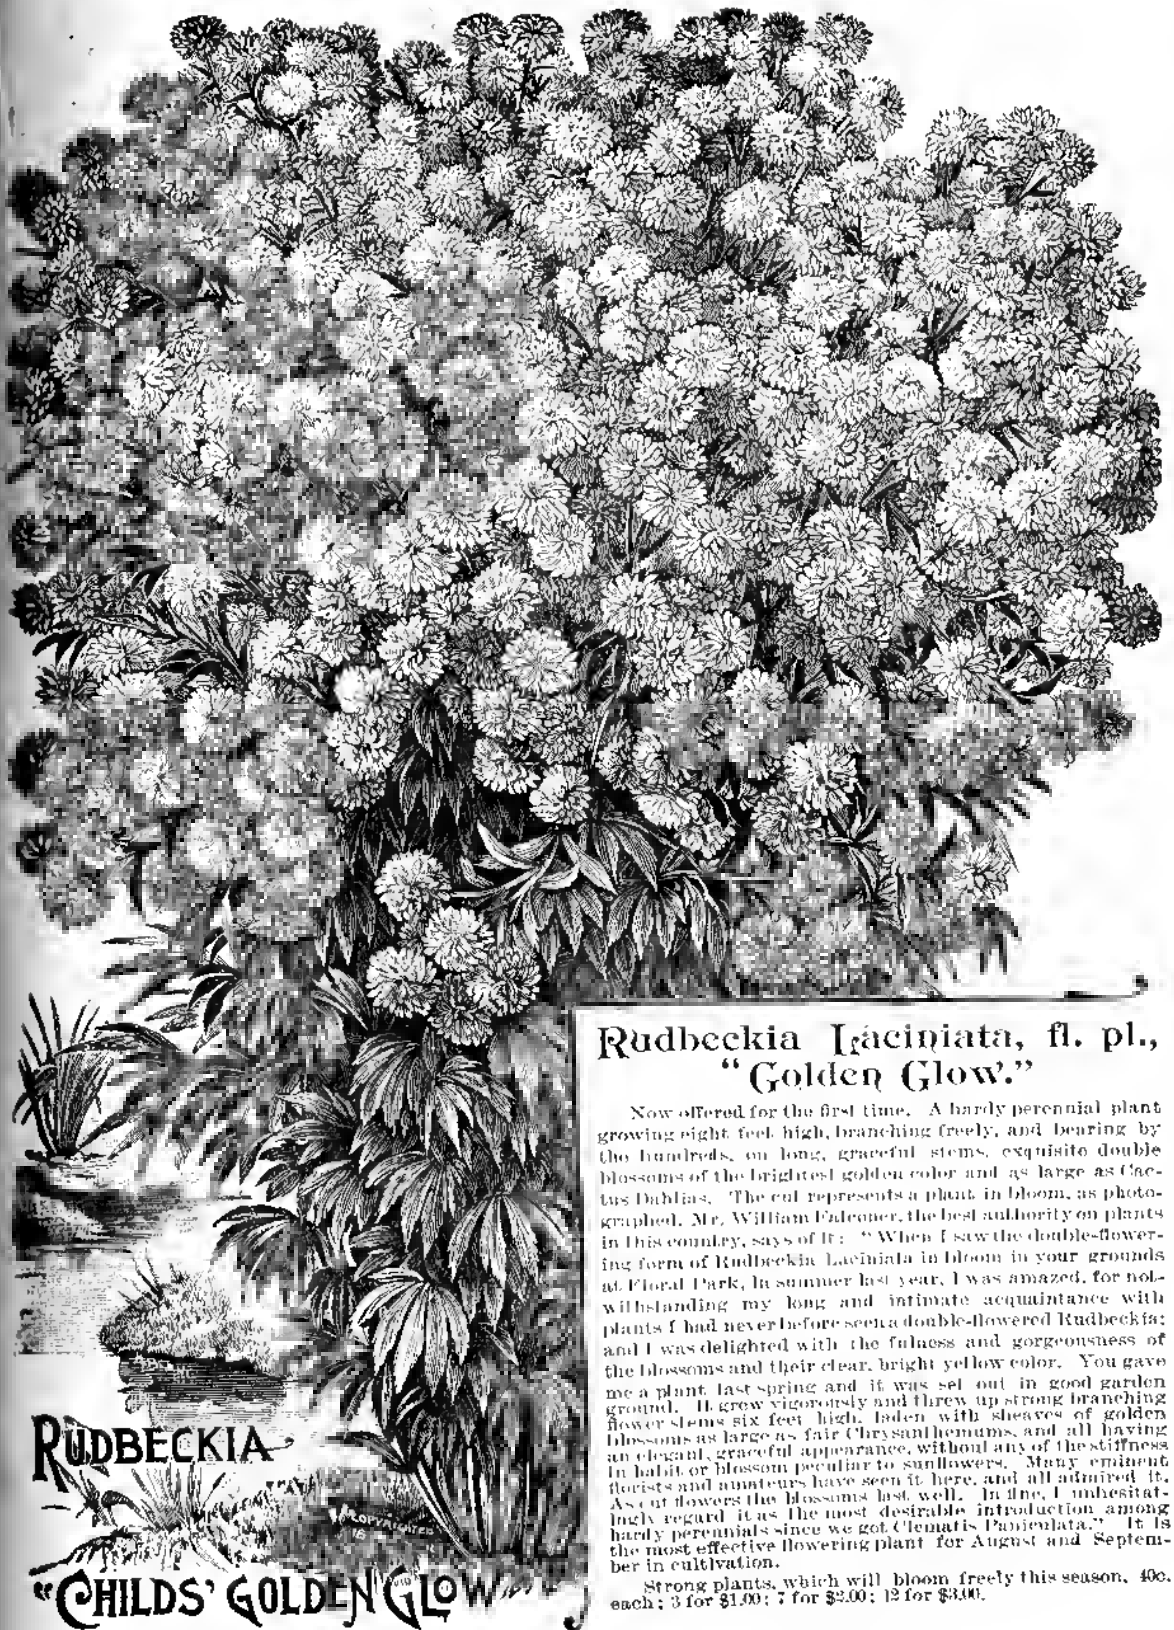 Rudbeckia Laciniata, fl. pl.,
“Golden Glow.”
Now offered for the first time. A hardy perennial plant
growing eight feet high, branching freely, and bearing by
the hundreds, on long, graceful stems, exquisite double
blossoms of the brightest golden color and as large as Cac-
tus Dahlias. The cut represents a plant in bloom, as photo-
graphed. Mr. William Falconer, the best authority on plants
in this country, says of it: “When I saw the double-flower-
ing form of Rudbeckia Laciniata in bloom in your grounds
at Floral Park, in summer last year, I was amazed, for not-
withstanding my long and intimate acquaintance with
plants I had never before seen a double-flowered Rudbeckia;
and I was delighted with the fulness and gorgeousness of
the blossoms and their clear, bright yellow color. You gave
me a plant last spring and it was set out in good garden
ground. It grew vigorously and threw up strong branching
flower stems six feet high, laden with sheaves of golden
blossoms as large as fair Chrysanthemums, and all having
an elegant, graceful appearance, without any of the stiffness
in habit or blossom peculiar to sunflowers. Many eminent
florists and amateurs have seen it here, and all admired it.
As cut flowers the blossoms last well. In fine, I unhesitat-
ingly regard it as the most desirable introduction among
hardy perennials since we got Clematis Paniculata.” It is
the most effective flowering plant for August and Septem-
ber in cultivation.
Strong plants, which will bloom freely this season, 40c.
each; 3 for $1.00; 7 for $2.00; 12 for $3.00.
RUDBECKIA
COPYRIGHTED
“CHILDS’ GOLDEN GLOW